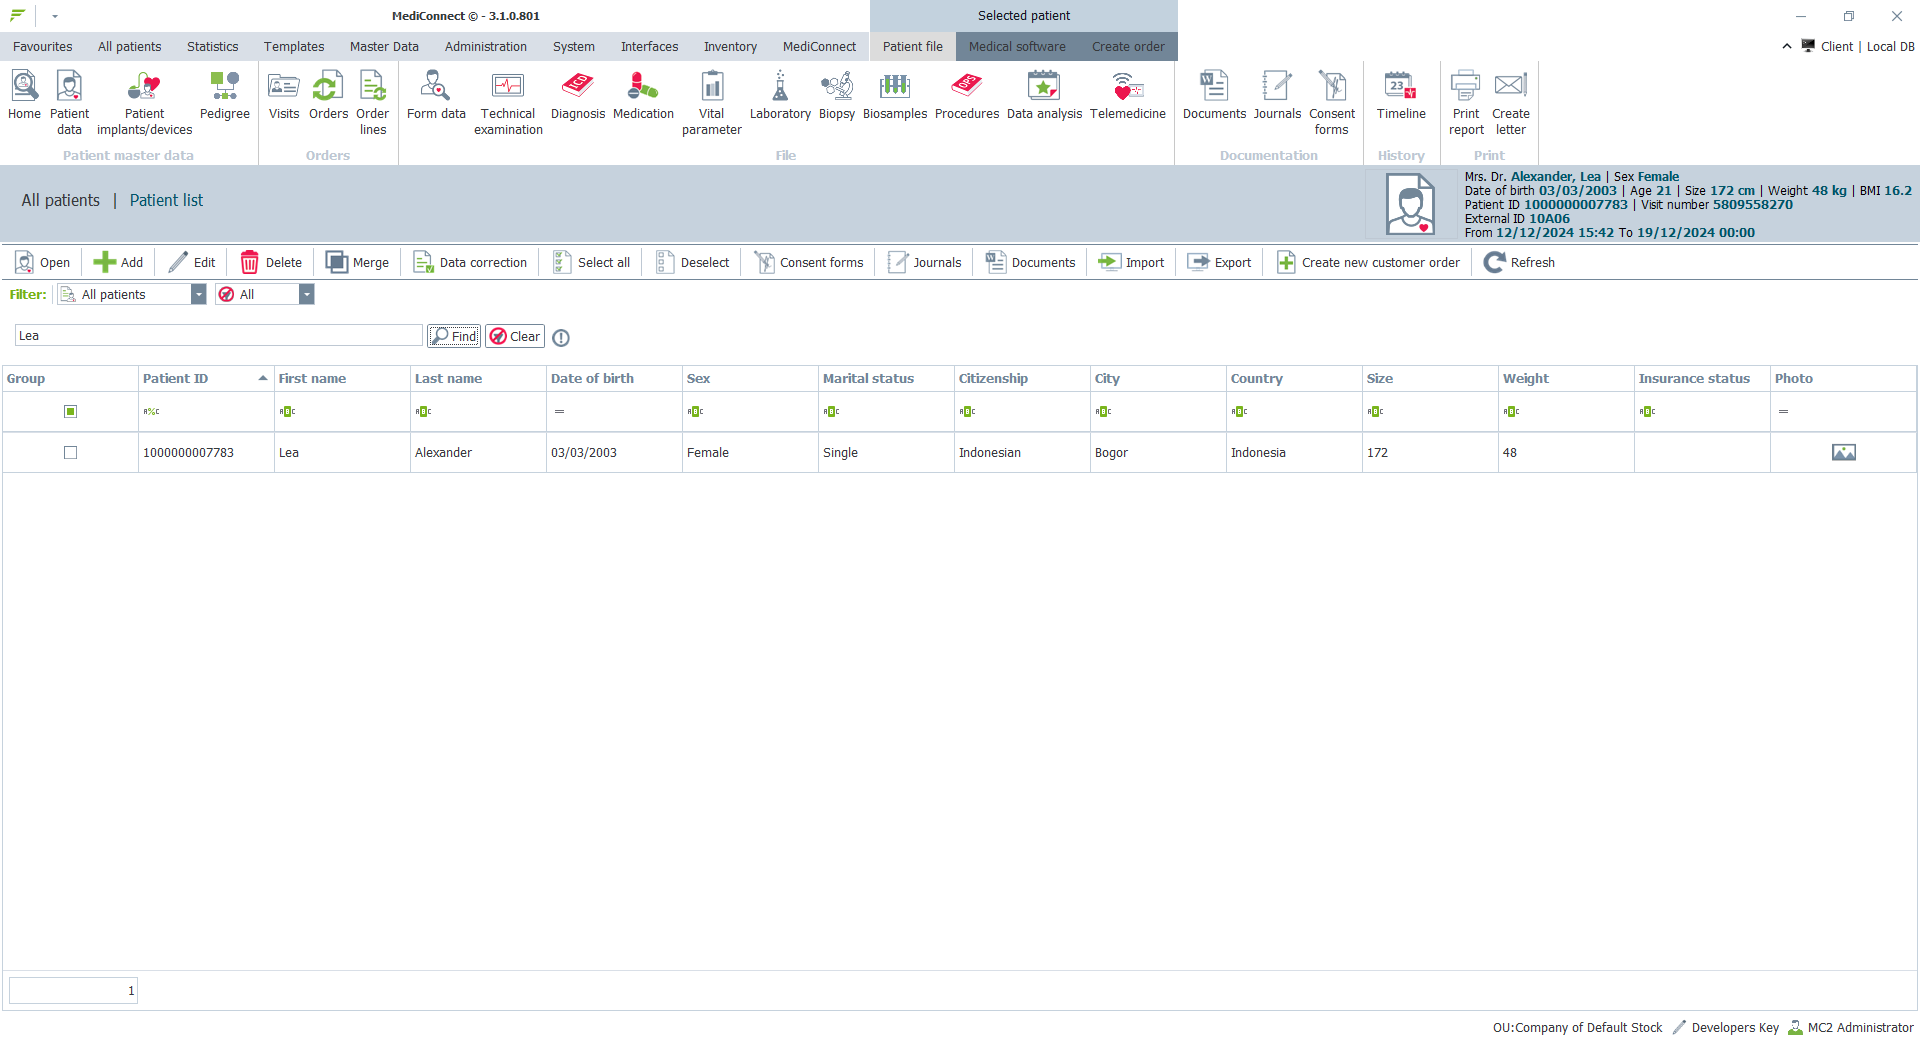 MediConnect © - 3.1.0.801
Selected patient
Favourites All patients Statistics Templates Master Data Administration System Interfaces Inventory MediConnect Patient file Medical software Create order
Client | Local DB
Home Patient data Patient implants/devices Pedigree Visits Orders Order lines Form data Technical examination Diagnosis Medication Vital parameter Laboratory Biopsy Biosamples Procedures Data analysis Telemedicine Documents Journals Consent forms Timeline Print report Create letter
Patient master data Orders File Documentation History Print
All patients | Patient list
Mrs. Dr. Alexander, Lea | Sex Female
Date of birth 03/03/2003 | Age 21 | Size 172 cm | Weight 48 kg | BMI 16.2
Patient ID 1000000007783 | Visit number 5809558270
External ID 10A06
From 12/12/2024 15:42 To 19/12/2024 00:00
Open Add Edit Delete Merge Data correction Select all Deselect Consent forms Journals Documents Import Export Create new customer order Refresh
Filter: All patients All
Lea Find Clear
Group Patient ID First name Last name Date of birth Sex Marital status Citizenship City Country Size Weight Insurance status Photo
1000000007783 Lea Alexander 03/03/2003 Female Single Indonesian Bogor Indonesia 172 48
1
OU:Company of Default Stock Developers Key MC2 Administrator